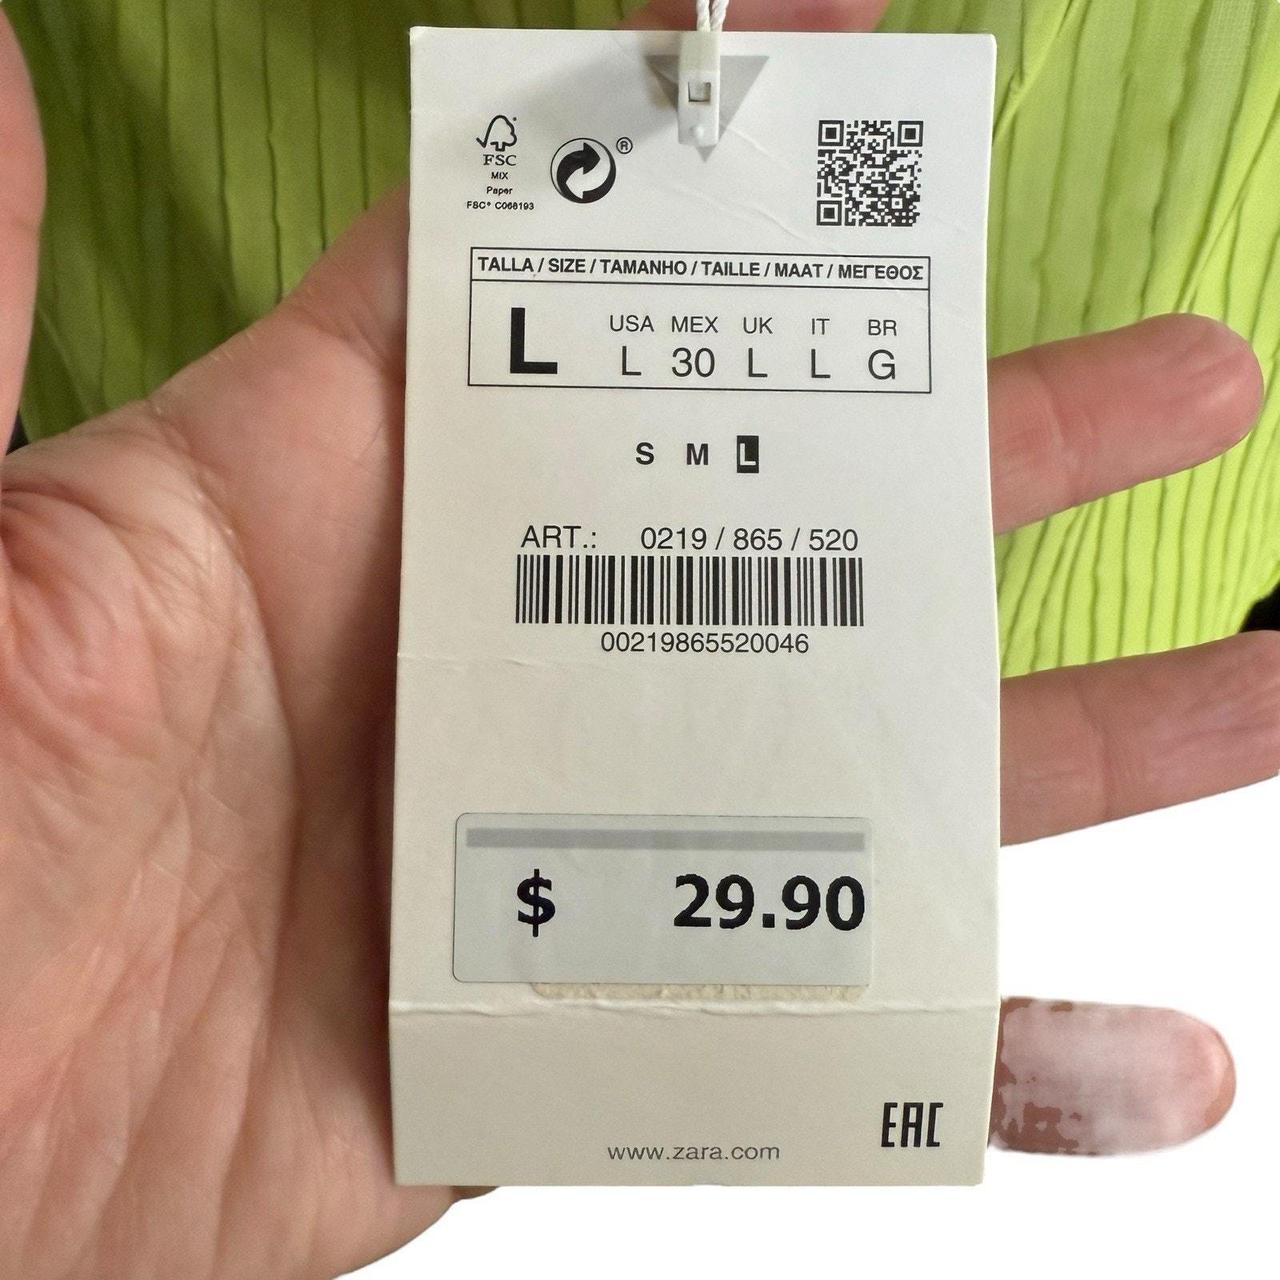 FSC
MIX
Paper
FSC® C068193
®
TALLA / SIZE / TAMANHO / TAILLE / MAAT / ΜΕΓΕΘΟΣ
L
USA MEX UK IT BR
L 30 L L G
S M L
ART.: 0219 / 865 / 520
00219865520046
$ 29.90
www.zara.com
EAC